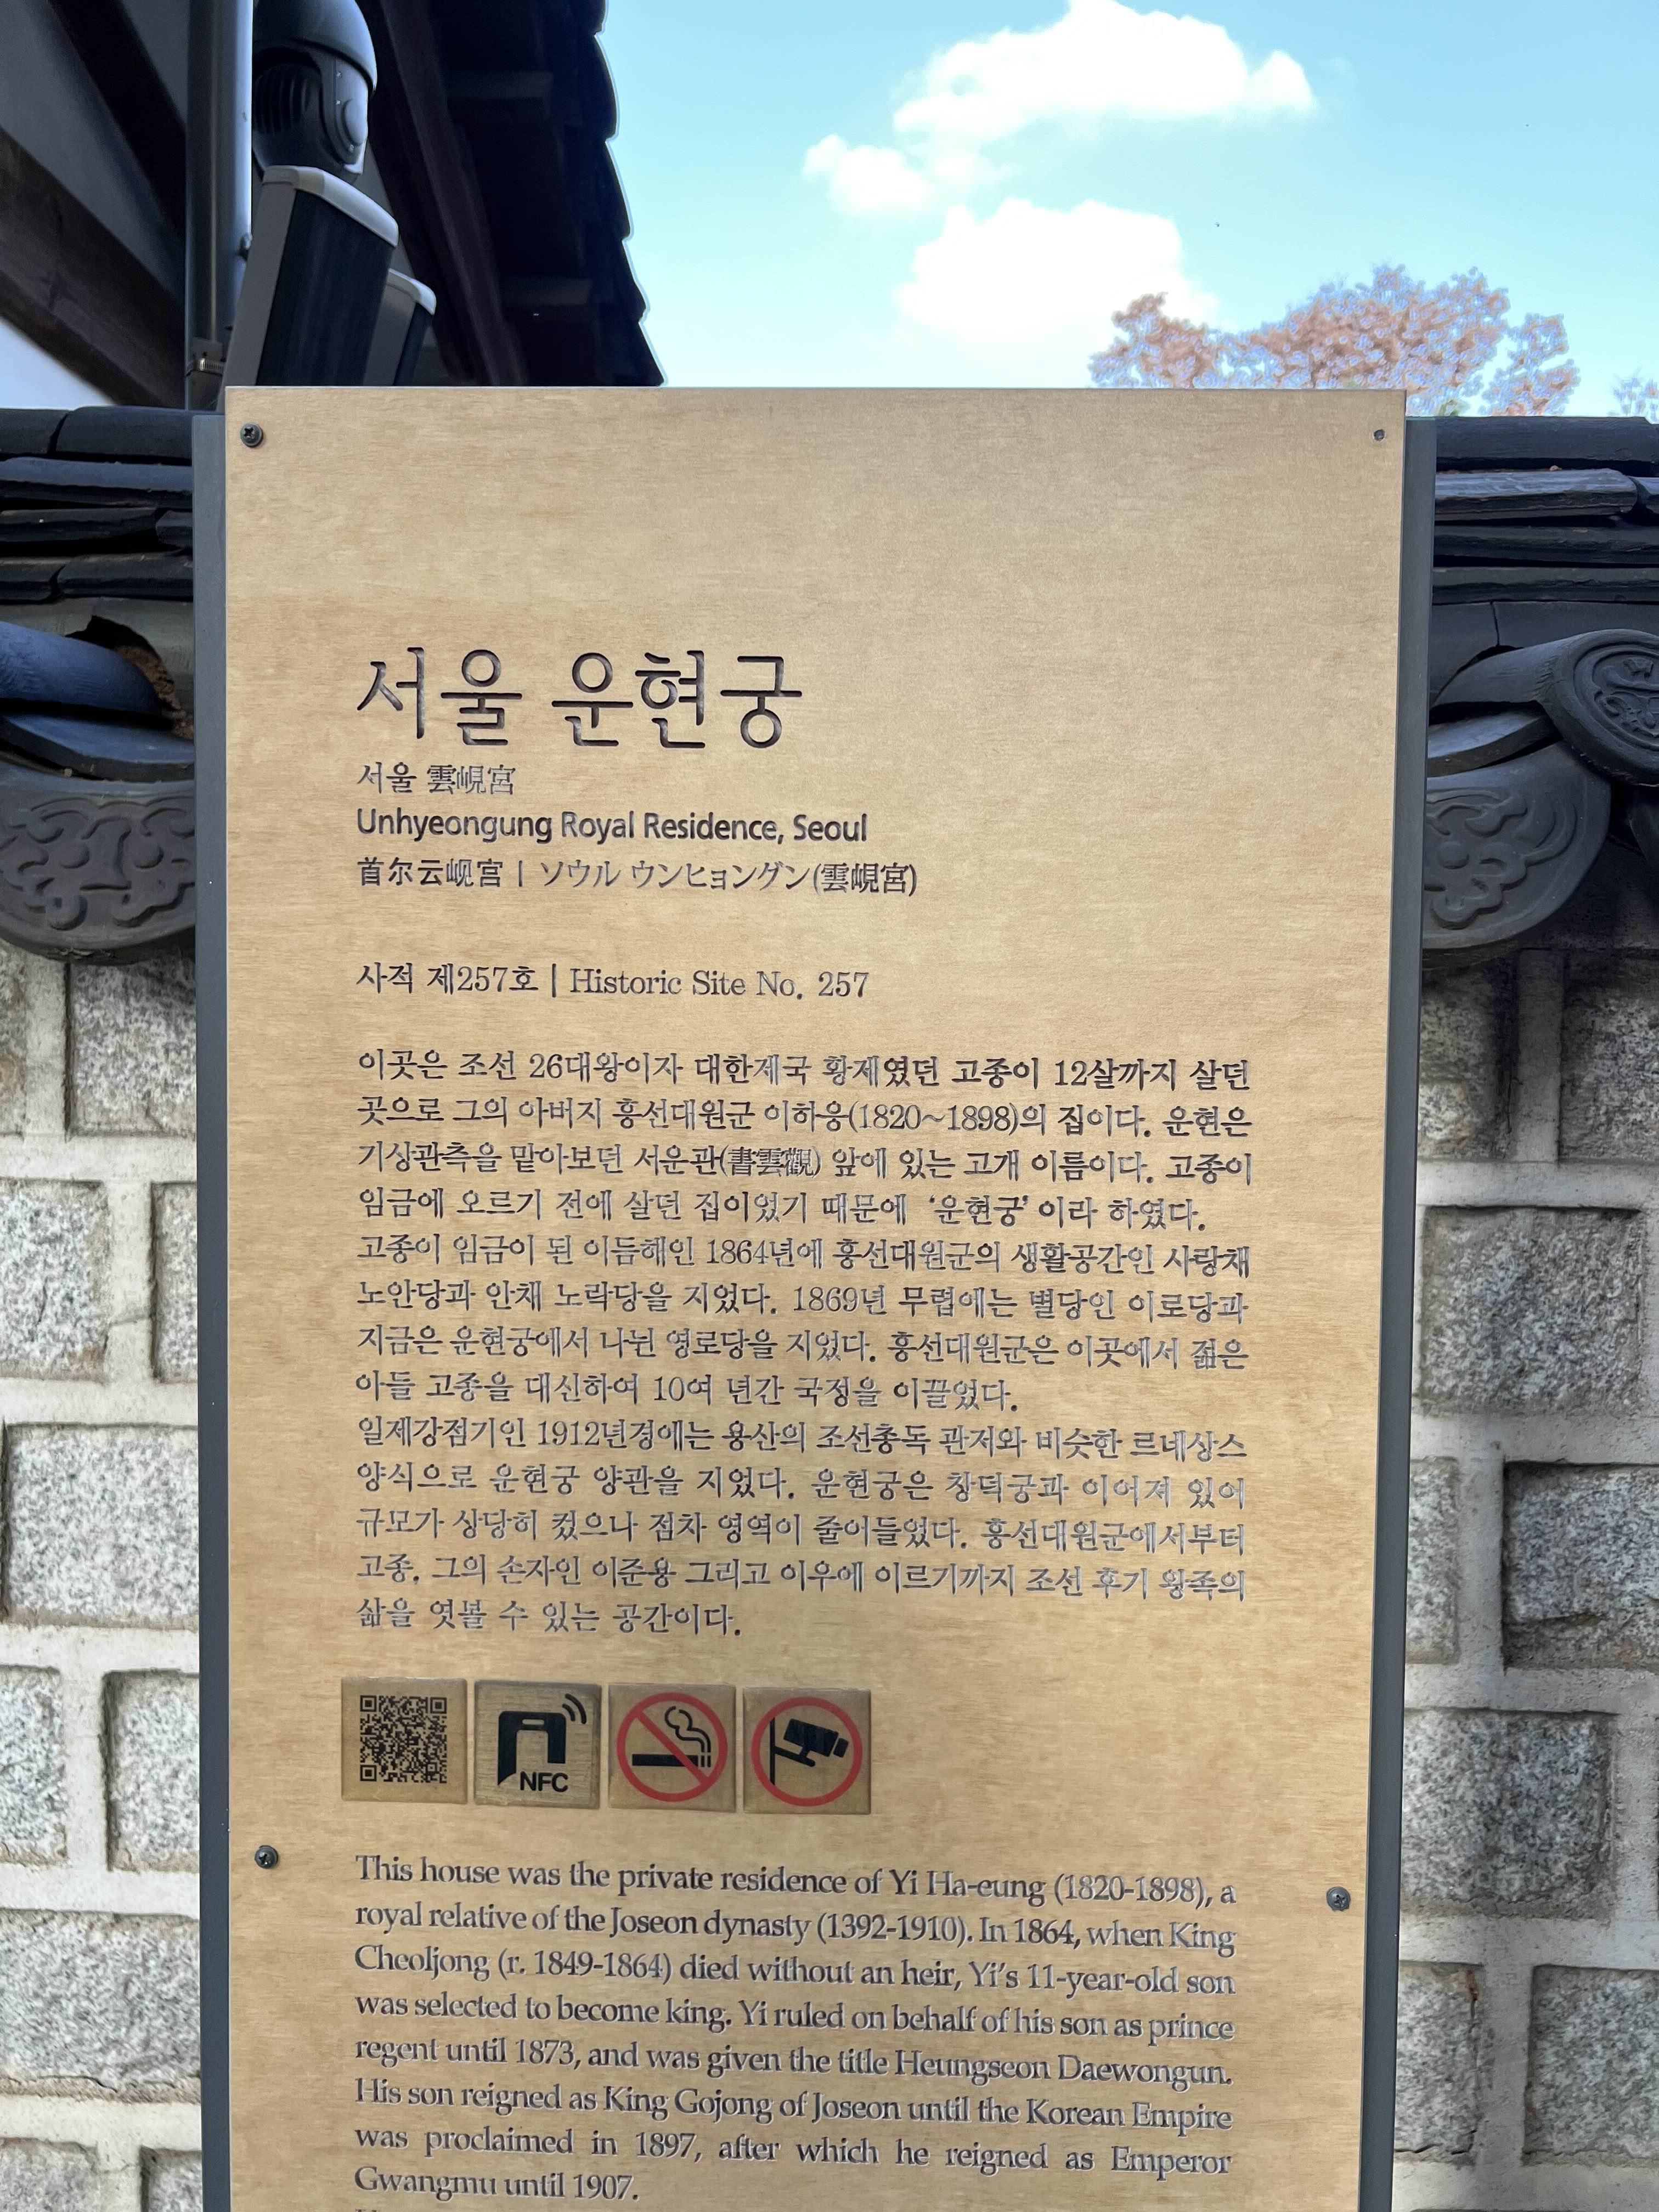 서울 운현궁
서울 雲峴宮
Unhyeongung Royal Residence, Seoul
首尔云岘宫 | ソウル ウンヒョングン(雲峴宮)
사적 제257호 | Historic Site No. 257
이곳은 조선 26대왕이자 대한제국 황제였던 고종이 12살까지 살던
곳으로 그의 아버지 흥선대원군 이하응(1820~1898)의 집이다. 운현은
기상관측을 맡아보던 서운관(書雲觀) 앞에 있는 고개 이름이다. 고종이
임금에 오르기 전에 살던 집이었기 때문에 ‘운현궁’이라 하였다.
고종이 임금이 된 이듬해인 1864년에 흥선대원군의 생활공간인 사랑채
노안당과 안채 노락당을 지었다. 1869년 무렵에는 별당인 이로당과
지금은 운현궁에서 나뉜 영로당을 지었다. 흥선대원군은 이곳에서 젊은
아들 고종을 대신하여 10여 년간 국정을 이끌었다.
일제강점기인 1912년경에는 용산의 조선총독 관저와 비슷한 르네상스
양식으로 운현궁 양관을 지었다. 운현궁은 창덕궁과 이어져 있어
규모가 상당히 컸으나 점차 영역이 줄어들었다. 흥선대원군에서부터
고종, 그의 손자인 이준용 그리고 이우에 이르기까지 조선 후기 왕족의
삶을 엿볼 수 있는 공간이다.
NFC
This house was the private residence of Yi Ha-eung (1820-1898), a
royal relative of the Joseon dynasty (1392-1910). In 1864, when King
Cheoljong (r. 1849-1864) died without an heir, Yi's 11-year-old son
was selected to become king. Yi ruled on behalf of his son as prince
regent until 1873, and was given the title Heungseon Daewongun.
His son reigned as King Gojong of Joseon until the Korean Empire
was proclaimed in 1897, after which he reigned as Emperor
Gwangmu until 1907.